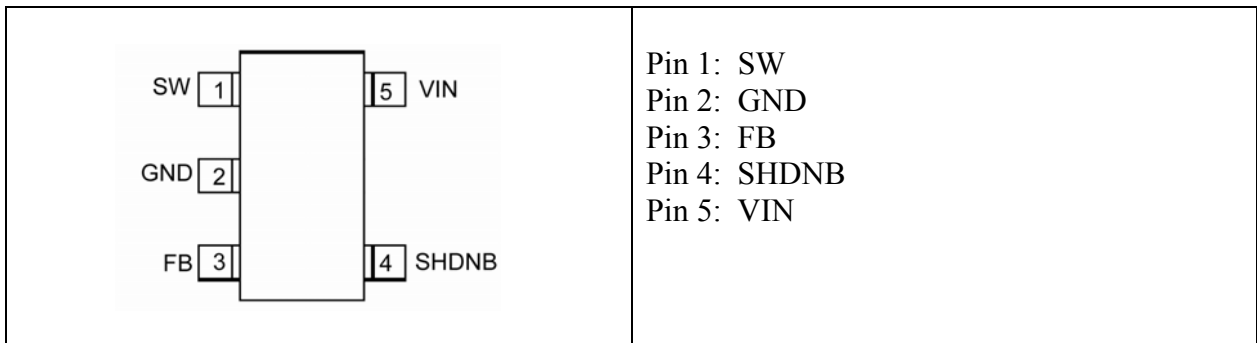 SW 1
5 VIN
GND 2
FB 3
4 SHDNB
Pin 1: SW
Pin 2: GND
Pin 3: FB
Pin 4: SHDNB
Pin 5: VIN